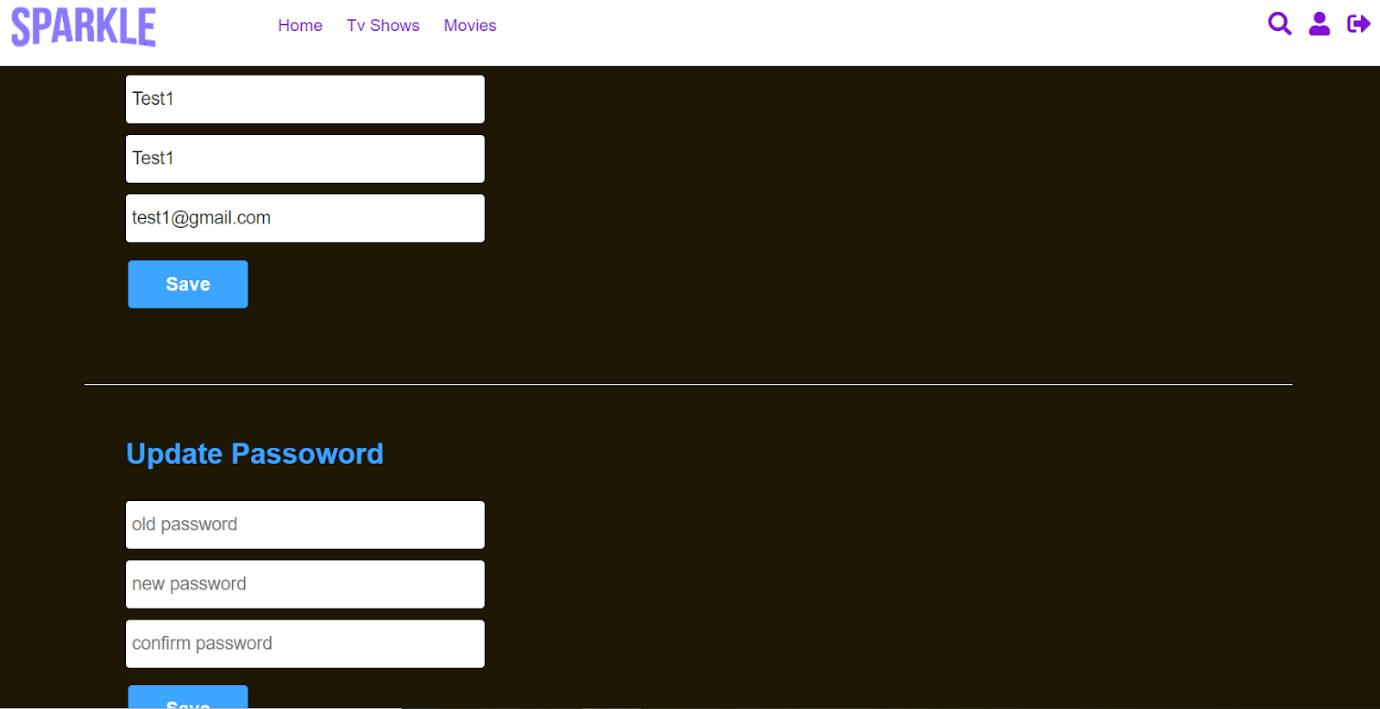 SPARKLE Home Tv Shows Movies
Test1
Test1
test1@gmail.com
Save
Update Passoword
old password
new password
confirm password
Save